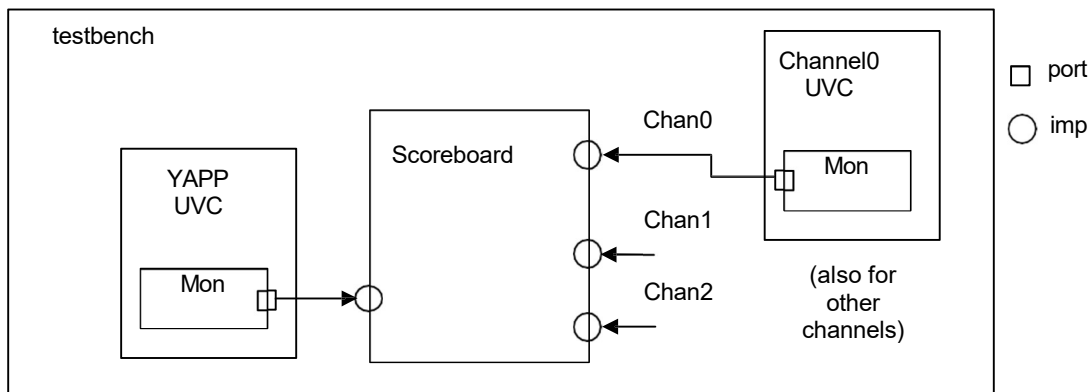 testbench
Channel0
UVC
port
imp
Chan0
Scoreboard
Mon
YAPP
UVC
Chan1
Mon
Chan2
(also for
other
channels)